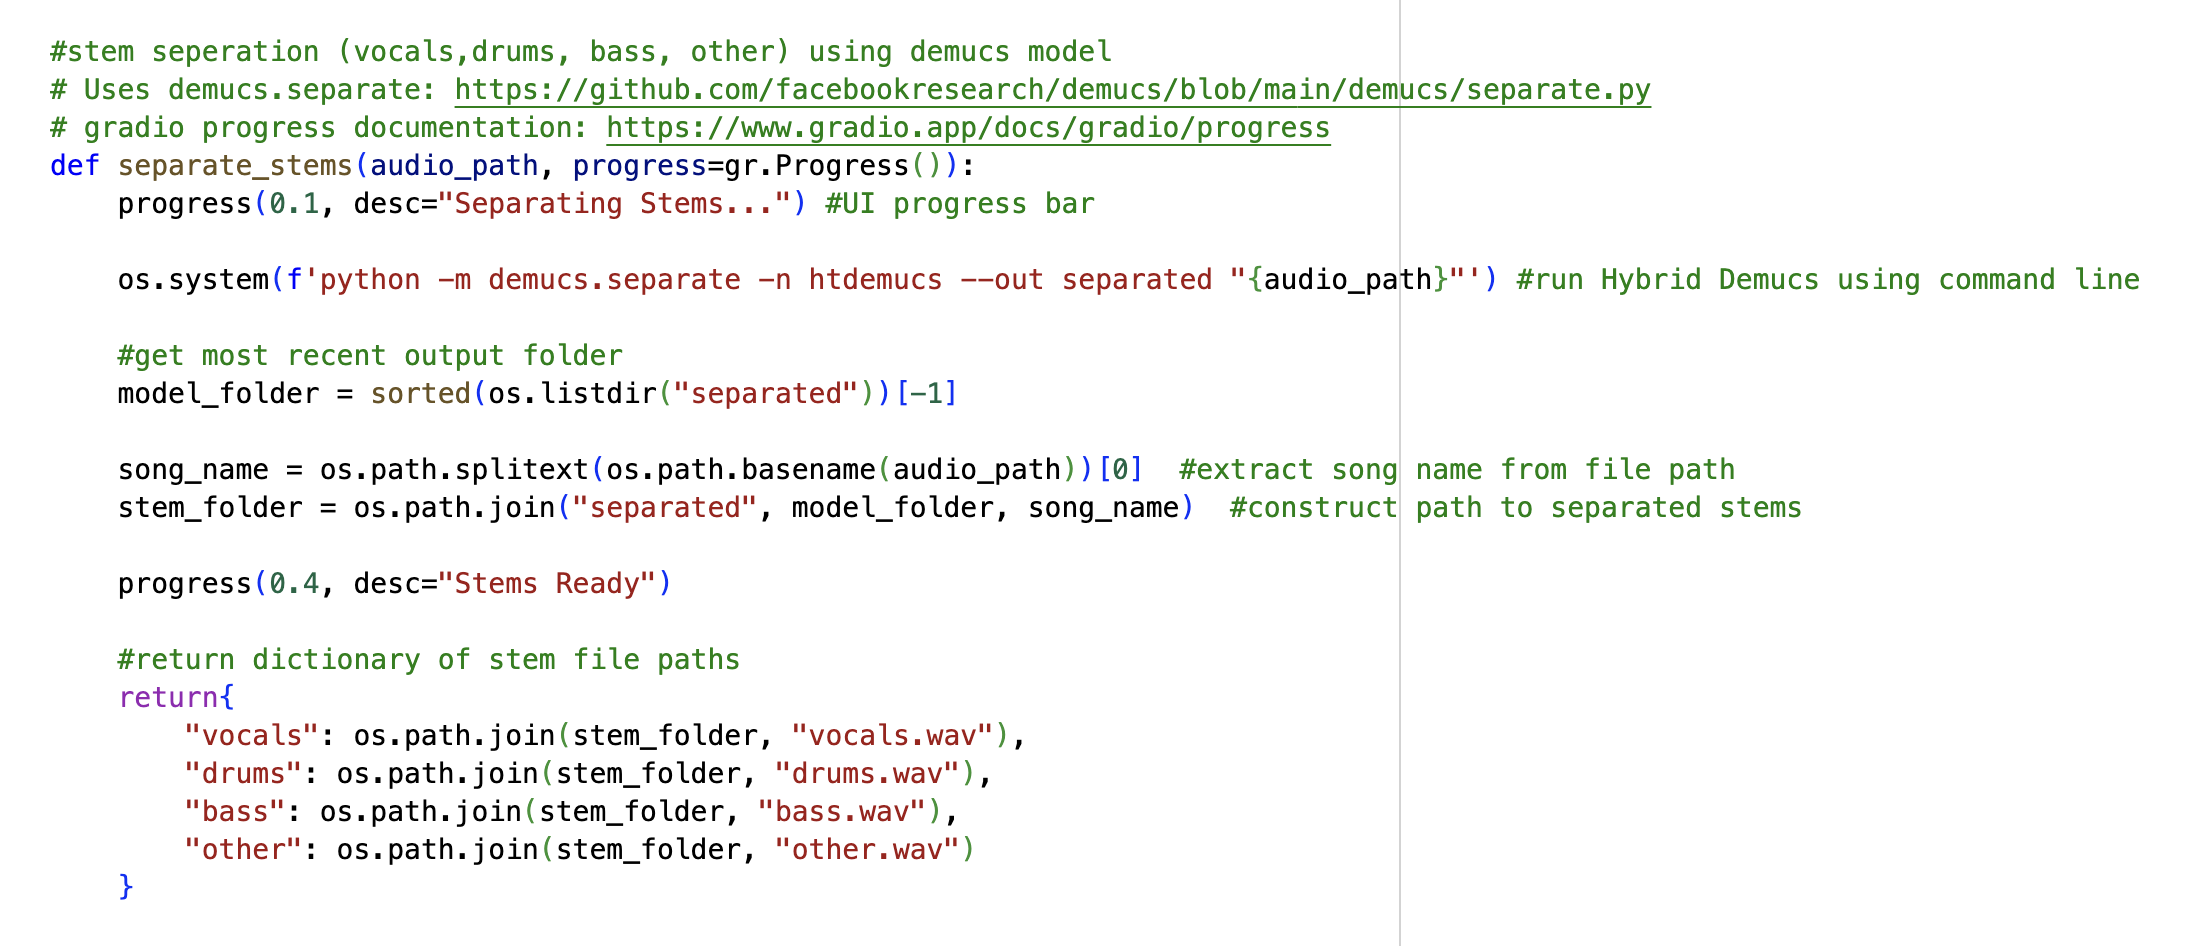 #stem seperation (vocals,drums, bass, other) using demucs model
# Uses demucs.separate: https://github.com/facebookresearch/demucs/blob/main/demucs/separate.py
# gradio progress documentation: https://www.gradio.app/docs/gradio/progress
def separate_stems(audio_path, progress=gr.Progress()):
    progress(0.1, desc="Separating Stems...") #UI progress bar

    os.system(f'python -m demucs.separate -n htdemucs --out separated "{audio_path}"') #run Hybrid Demucs using command line

    #get most recent output folder
    model_folder = sorted(os.listdir("separated"))[-1]

    song_name = os.path.splitext(os.path.basename(audio_path))[0]  #extract song name from file path
    stem_folder = os.path.join("separated", model_folder, song_name)  #construct path to separated stems

    progress(0.4, desc="Stems Ready")

    #return dictionary of stem file paths
    return{
        "vocals": os.path.join(stem_folder, "vocals.wav"),
        "drums": os.path.join(stem_folder, "drums.wav"),
        "bass": os.path.join(stem_folder, "bass.wav"),
        "other": os.path.join(stem_folder, "other.wav")
    }